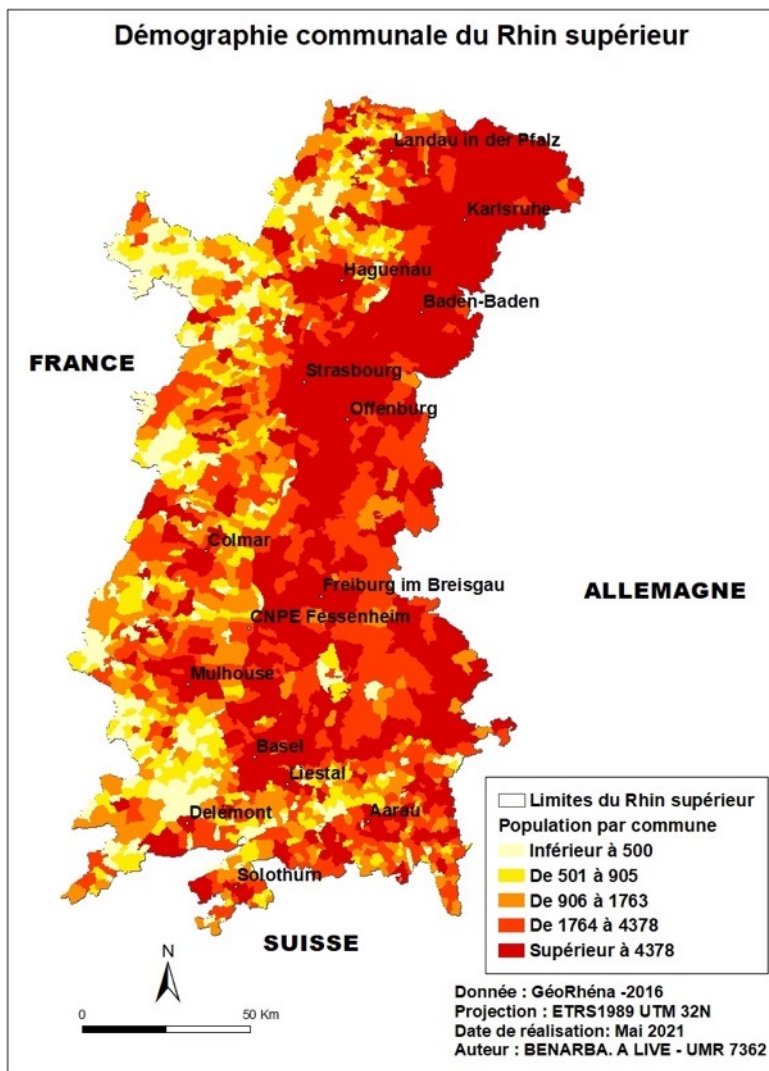 Démographie communale du Rhin supérieur
Landau in der Pfalz
Karlsruhe
Haguenau
Baden-Baden
FRANCE
Strasbourg
Offenburg
Colmar
Freiburg im Breisgau
ALLEMAGNE
CNPE Fessenheim
Mulhouse
Basel
Liestal
Delémont
Aarau
Solothurn
SUISSE
Limites du Rhin supérieur
Population par commune
Inférieur à 500
De 501 à 905
De 906 à 1763
De 1764 à 4378
Supérieur à 4378
N
0 50 Km
Donnée : GéoRhéna -2016
Projection : ETRS1989 UTM 32N
Date de réalisation: Mai 2021
Auteur : BENARBA. A LIVE - UMR 7362